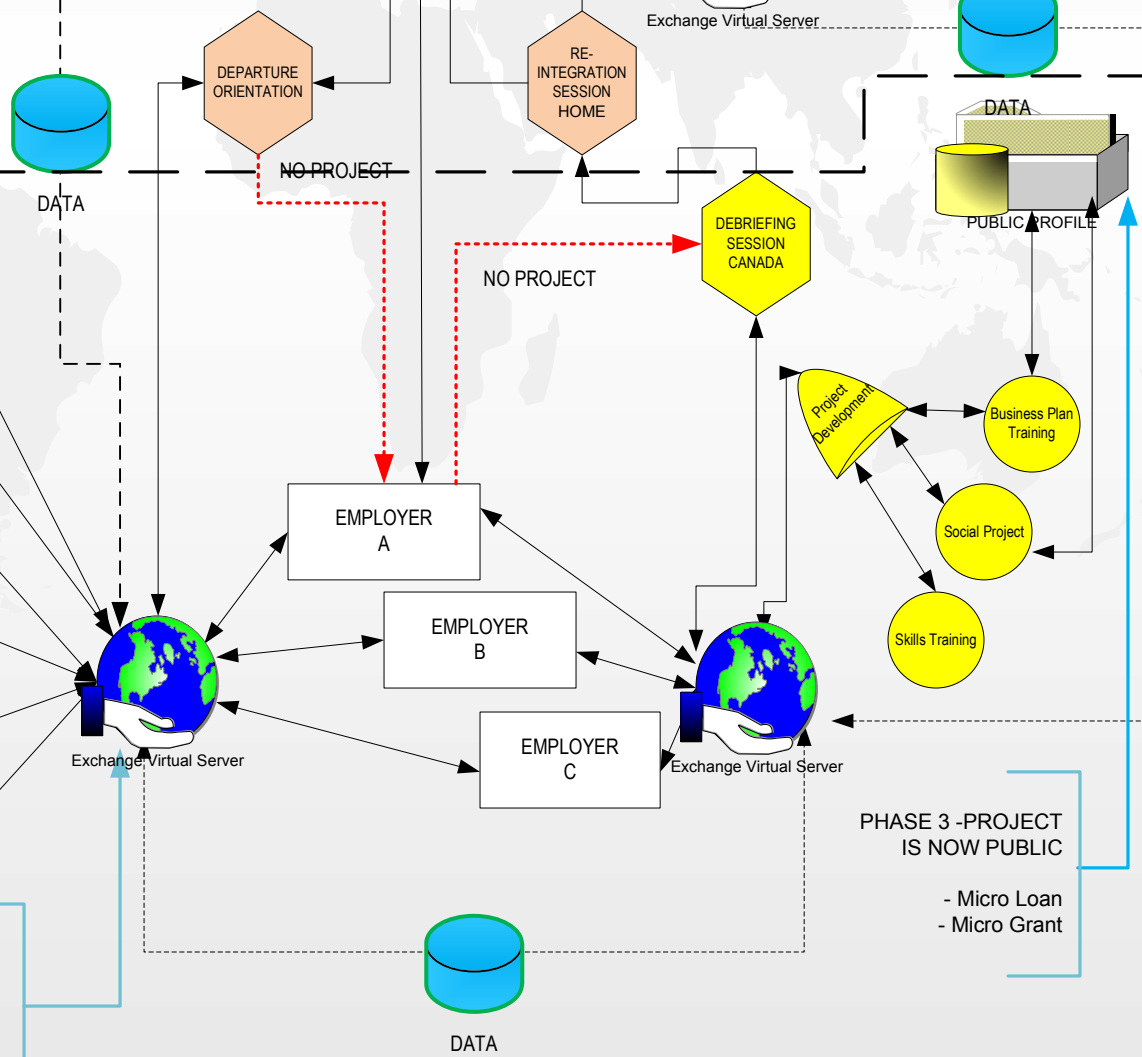 Exchange Virtual Server
DEPARTURE
ORIENTATION
RE-
INTEGRATION
SESSION
HOME
DATA
NO PROJECT
DATA
PUBLIC PROFILE
DEBRIEFING
SESSION
CANADA
NO PROJECT
Project
Development
Business Plan
Training
EMPLOYER
A
Social Project
EMPLOYER
B
Skills Training
EMPLOYER
C
Exchange Virtual Server
Exchange Virtual Server
PHASE 3 -PROJECT
IS NOW PUBLIC
- Micro Loan
- Micro Grant
DATA